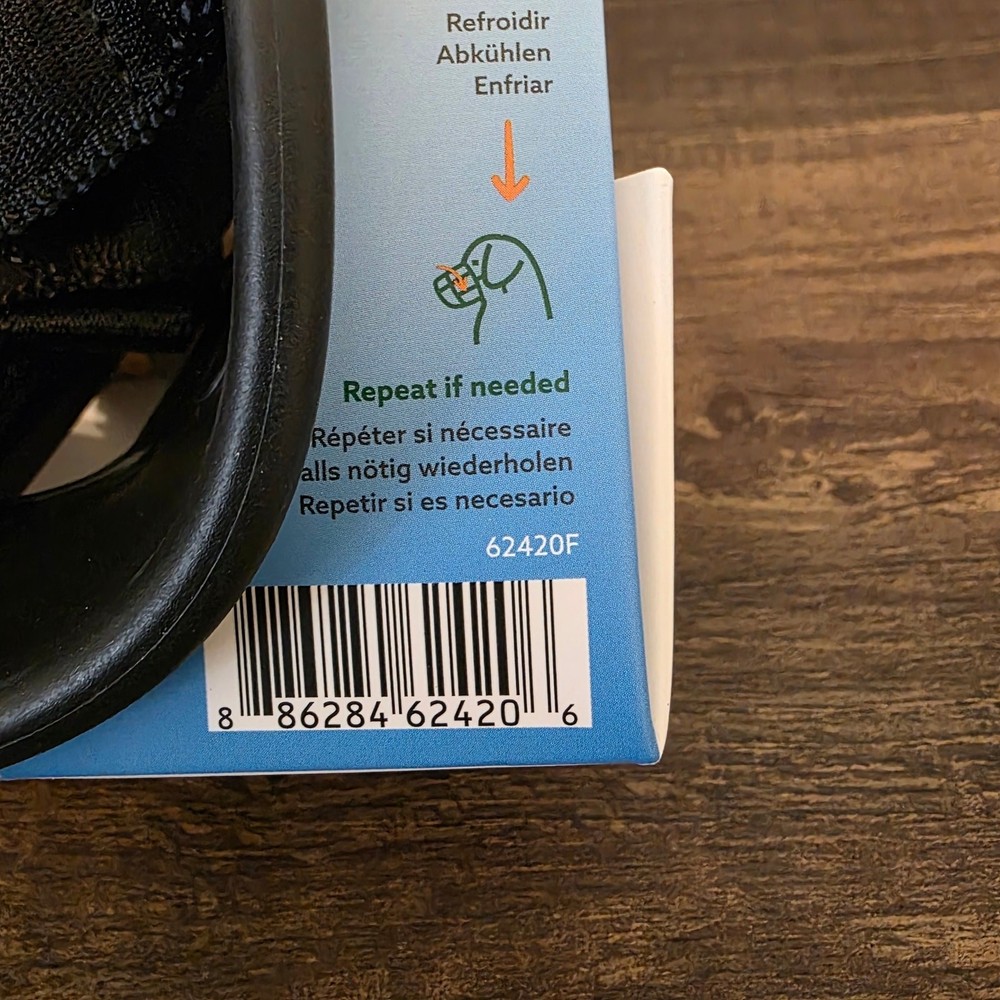 Refroidir
Abkühlen
Enfriar
Repeat if needed
Répéter si nécessaire
alls nötig wiederholen
Repetir si es necesario
62420F
8 86284 62420 6